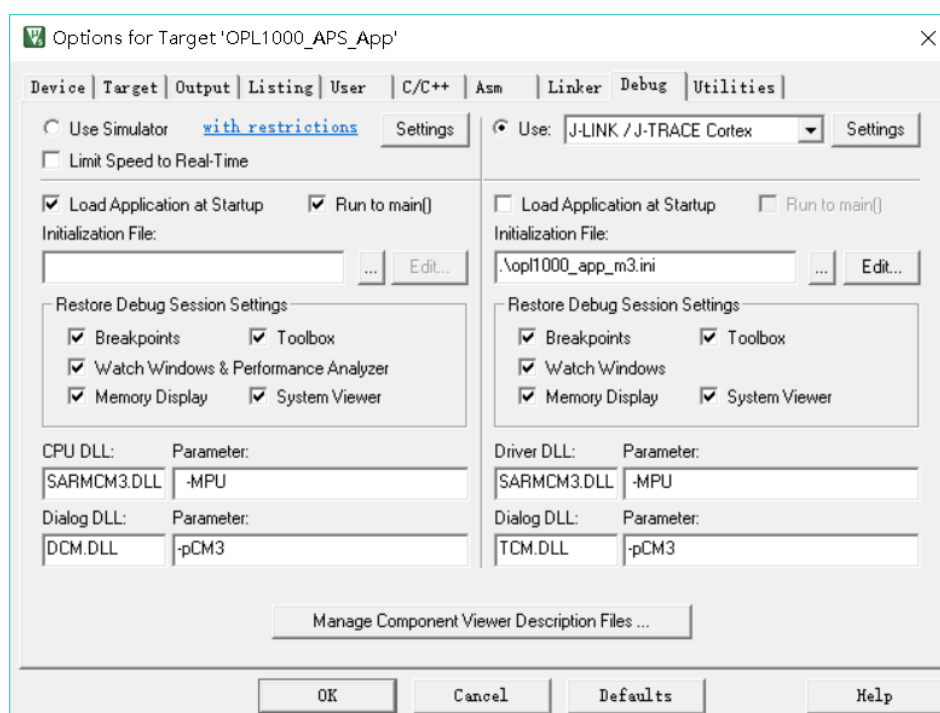 Options for Target 'OPL1000_APS_App'
Device Target Output Listing User C/C++ Asm Linker Debug Utilities
Use Simulator with restrictions Settings
Limit Speed to Real-Time
Use: J-LINK / J-TRACE Cortex Settings
Load Application at Startup Run to main()
Initialization File:
... Edit...
Restore Debug Session Settings
Breakpoints Toolbox
Watch Windows & Performance Analyzer
Memory Display System Viewer
CPU DLL: Parameter:
SARMCM3.DLL -MPU
Dialog DLL: Parameter:
DCM.DLL -pCM3
Load Application at Startup Run to main()
Initialization File:
.\opl1000_app_m3.ini ... Edit...
Restore Debug Session Settings
Breakpoints Toolbox
Watch Windows
Memory Display System Viewer
Driver DLL: Parameter:
SARMCM3.DLL -MPU
Dialog DLL: Parameter:
TCM.DLL -pCM3
Manage Component Viewer Description Files ...
OK Cancel Defaults Help